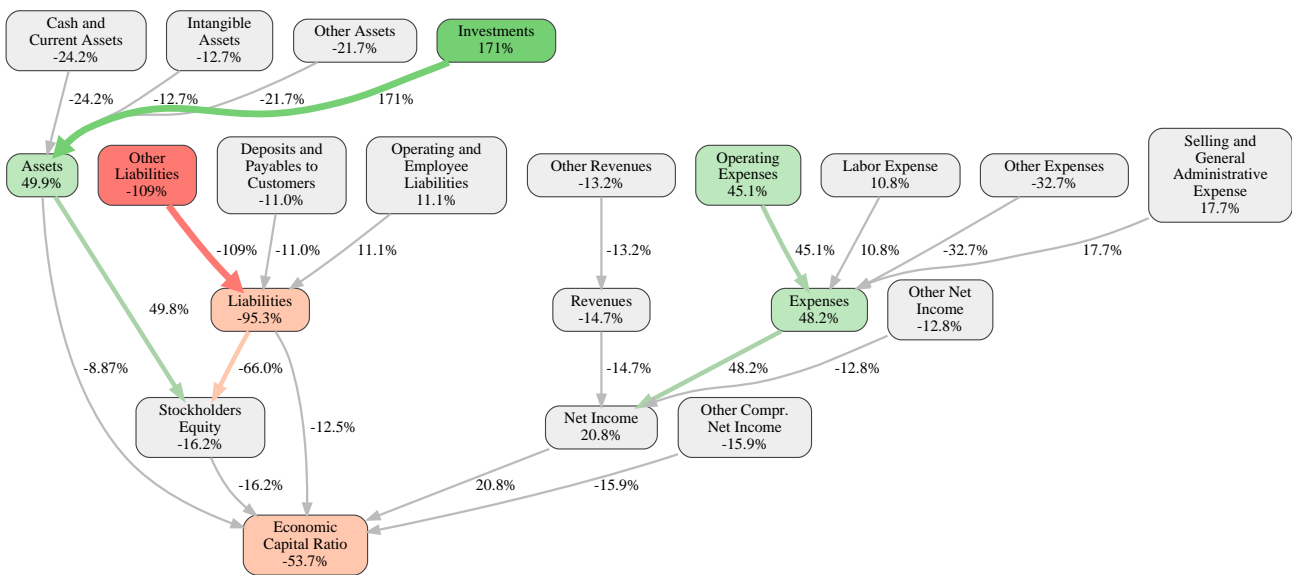 Cash and
Current Assets
-24.2%
Intangible
Assets
-12.7%
Other Assets
-21.7%
Investments
171%
-24.2%
-12.7%
-21.7%
171%
Assets
49.9%
Other
Liabilities
-109%
Deposits and
Payables to
Customers
-11.0%
Operating and
Employee
Liabilities
11.1%
Other Revenues
-13.2%
Operating
Expenses
45.1%
Labor Expense
10.8%
Other Expenses
-32.7%
Selling and
General
Administrative
Expense
17.7%
-109%
-11.0%
11.1%
-13.2%
45.1%
10.8%
-32.7%
17.7%
Liabilities
-95.3%
Revenues
-14.7%
Expenses
48.2%
Other Net
Income
-12.8%
49.8%
-8.87%
-66.0%
-14.7%
48.2%
-12.8%
Stockholders
Equity
-16.2%
-12.5%
Net Income
20.8%
Other Compr.
Net Income
-15.9%
-16.2%
20.8%
-15.9%
Economic
Capital Ratio
-53.7%